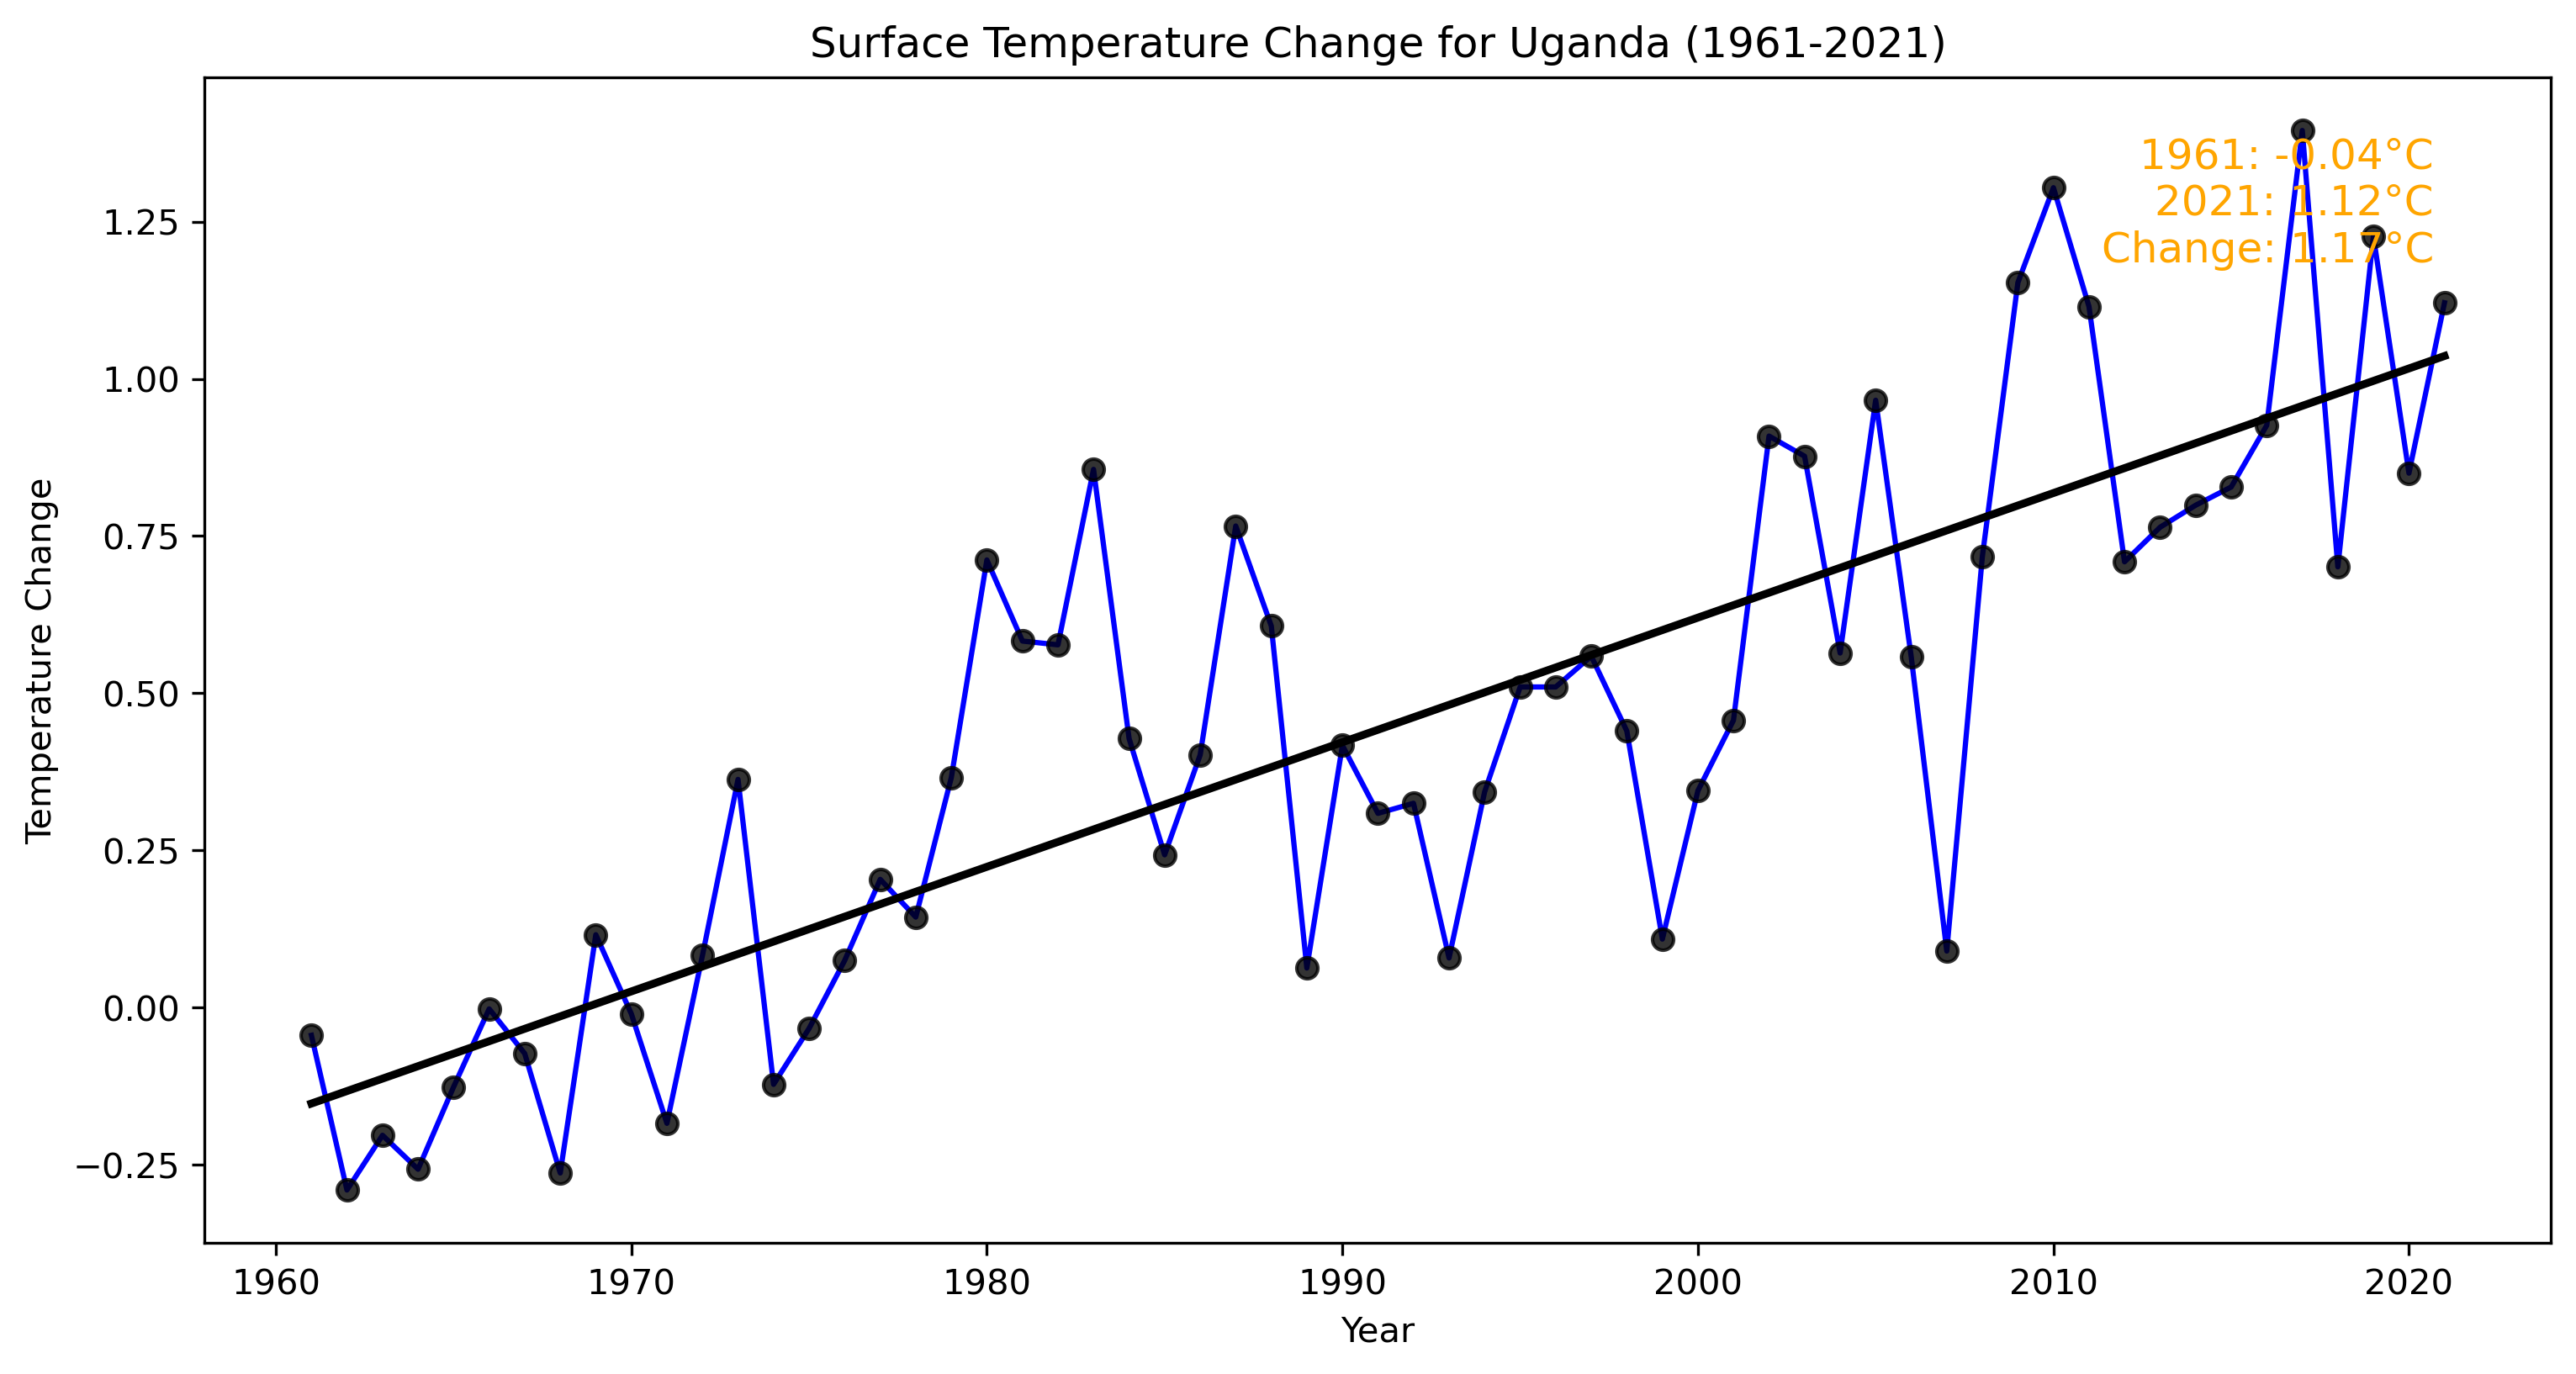 Surface Temperature Change for Uganda (1961-2021)
1961: -0.04°C
2021: 1.12°C
Change: 1.17°C
Temperature Change
1.25
1.00
0.75
0.50
0.25
0.00
−0.25
1960 1970 1980 1990 2000 2010 2020
Year